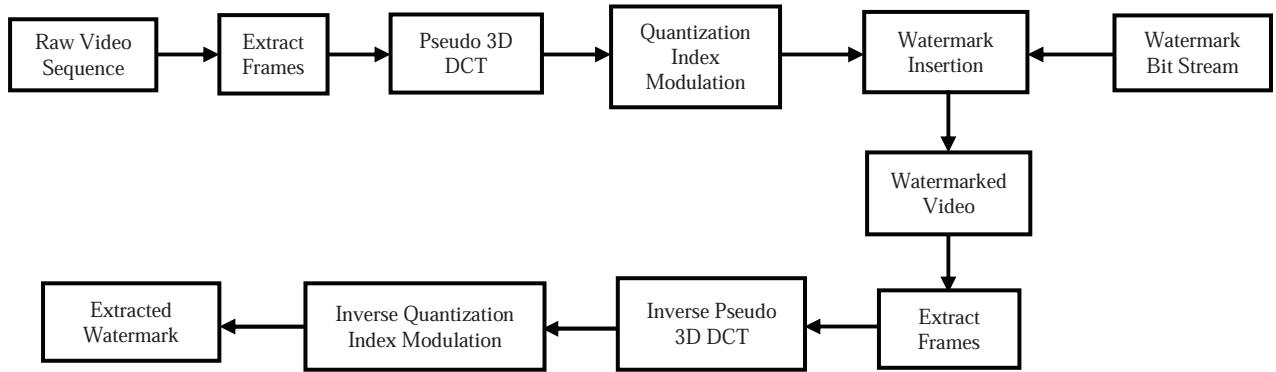 Raw Video
Sequence
Extract
Frames
Pseudo 3D
DCT
Quantization
Index
Modulation
Watermark
Insertion
Watermark
Bit Stream
Watermarked
Video
Extracted
Watermark
Inverse Quantization
Index Modulation
Inverse Pseudo
3D DCT
Extract
Frames